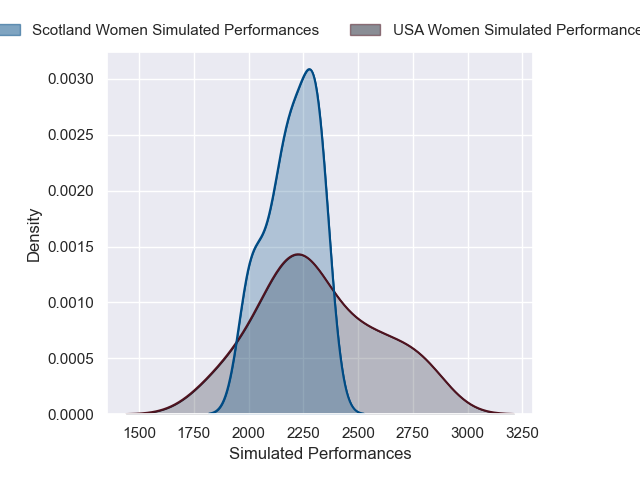 Scotland Women Simulated Performances USA Women Simulated Performance
0.0030
0.0025
0.0020
0.0015
0.0010
0.0005
0.0000
Density
1500 1750 2000 2250 2500 2750 3000 3250
Simulated Performances